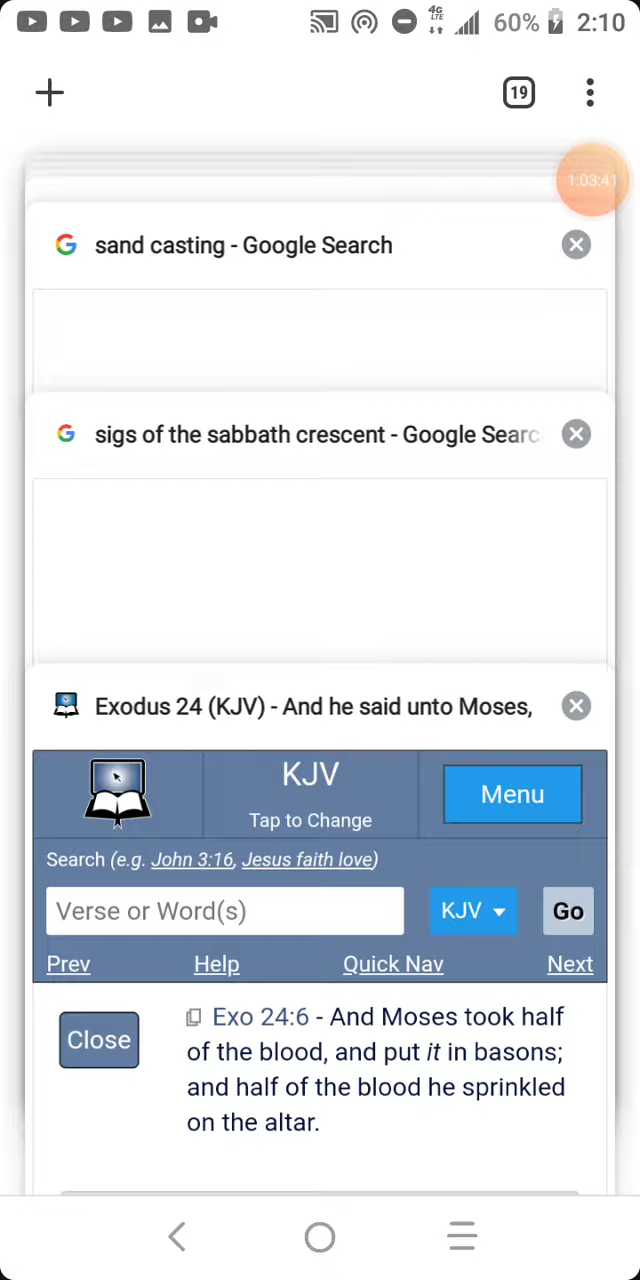 4G
LTE
60%
2:10
19
1:03:41
sand casting - Google Search
sigs of the sabbath crescent - Google Searc
Exodus 24 (KJV) - And he said unto Moses,
KJV
Tap to Change
Menu
Search (e.g. John 3:16, Jesus faith love)
Verse or Word(s)
KJV
Go
Prev
Help
Quick Nav
Next
Close
Exo 24:6 - And Moses took half
of the blood, and put it in basons;
and half of the blood he sprinkled
on the altar.